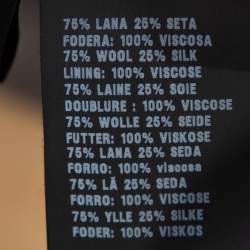 75% LANA 25% SETA
FODERA: 100% VISCOSA
75% WOOL 25% SILK
LINING: 100% VISCOSE
75% LAINE 25% SOIE
DOUBLURE : 100% VISCOSE
75% WOLLE 25% SEIDE
FUTTER: 100% VISKOSE
75% LANA 25% SEDA
FORRO: 100% viscosa
75% LÃ 25% SEDA
FORRO: 100% VISCOSE
75% YLLE 25% SILKE
FODER: 100% VISKOS